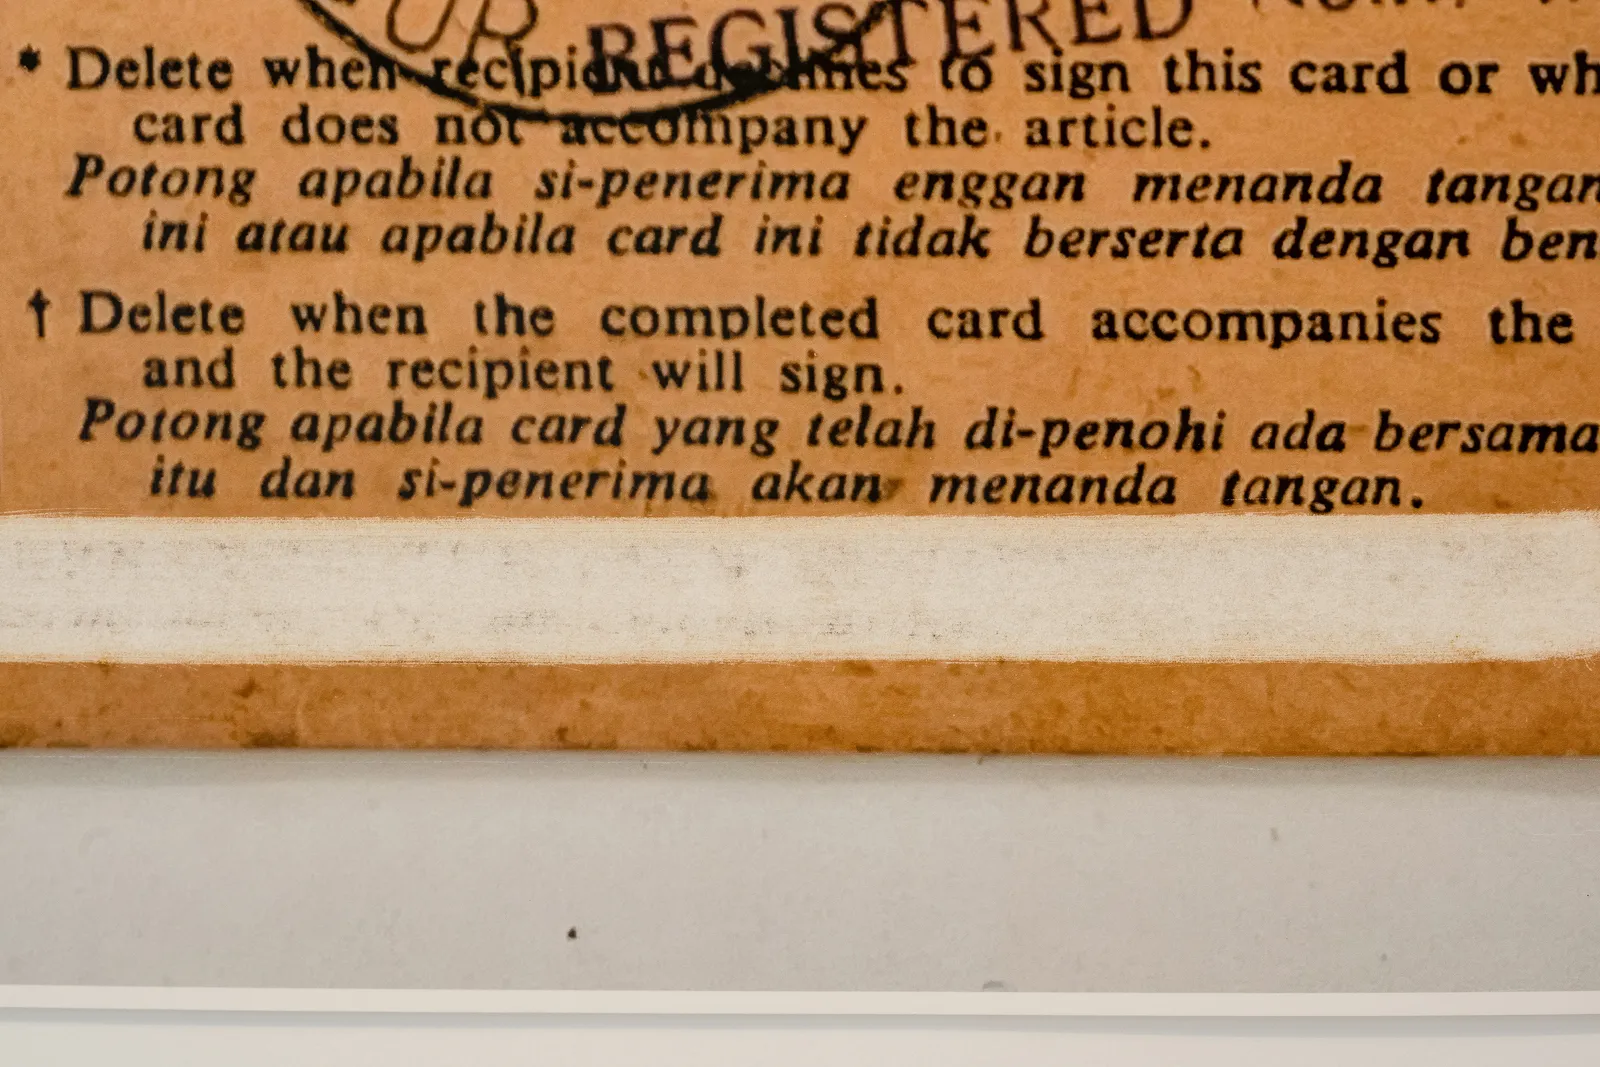 UR REGISTERED
* Delete when recipient declines to sign this card or wh
card does not accompany the article.
Potong apabila si-penerima enggan menanda tangan
ini atau apabila card ini tidak berserta dengan ben
† Delete when the completed card accompanies the
and the recipient will sign.
Potong apabila card yang telah di-penohi ada bersama
itu dan si-penerima akan menanda tangan.